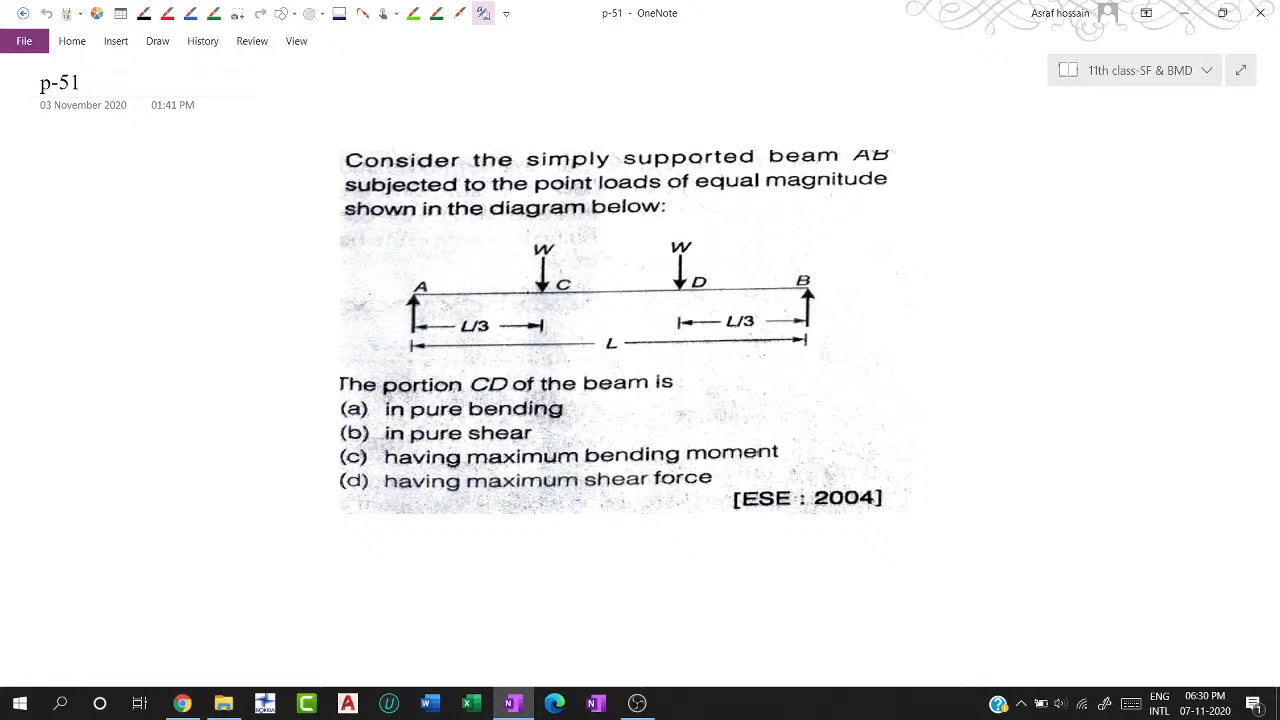 p-51 - OneNote
Asraf hossain
File Home Insert Draw History Review View
p-51
11th class-SF & BMD
03 November 2020 01:41 PM
Consider the simply supported beam AB
subjected to the point loads of equal magnitude
shown in the diagram below:
W W
A C D B
L/3 L/3
L
The portion CD of the beam is
(a) in pure bending
(b) in pure shear
(c) having maximum bending moment
(d) having maximum shear force
[ESE : 2004]
ENG 06:30 PM
INTL 07-11-2020